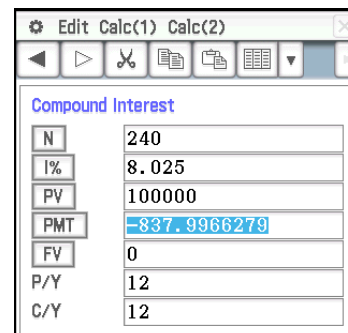 Edit Calc(1) Calc(2)
Compound Interest
N 240
I% 8.025
PV 100000
PMT -837.9966279
FV 0
P/Y 12
C/Y 12